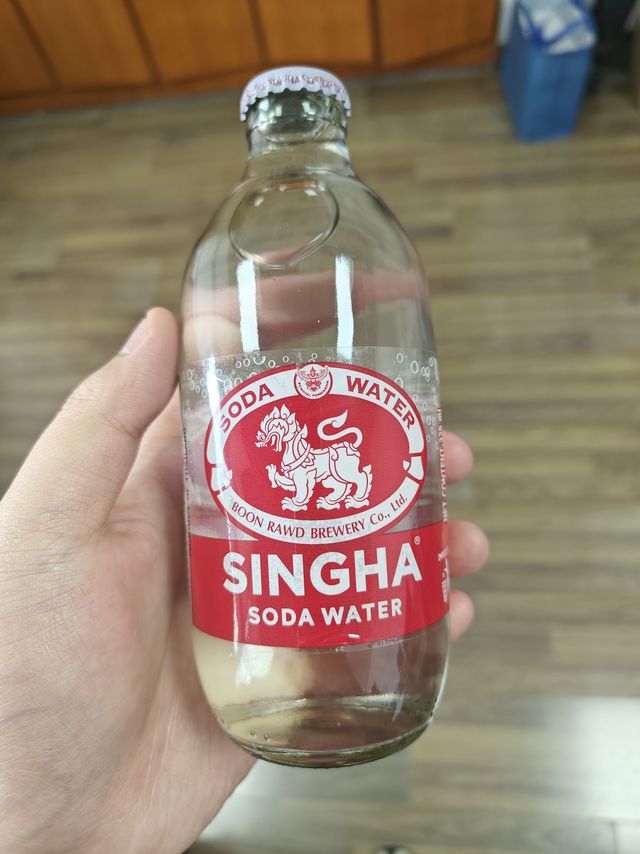 SODA WATER
BOON RAWD BREWERY Co., Ltd.
SINGHA®
SODA WATER